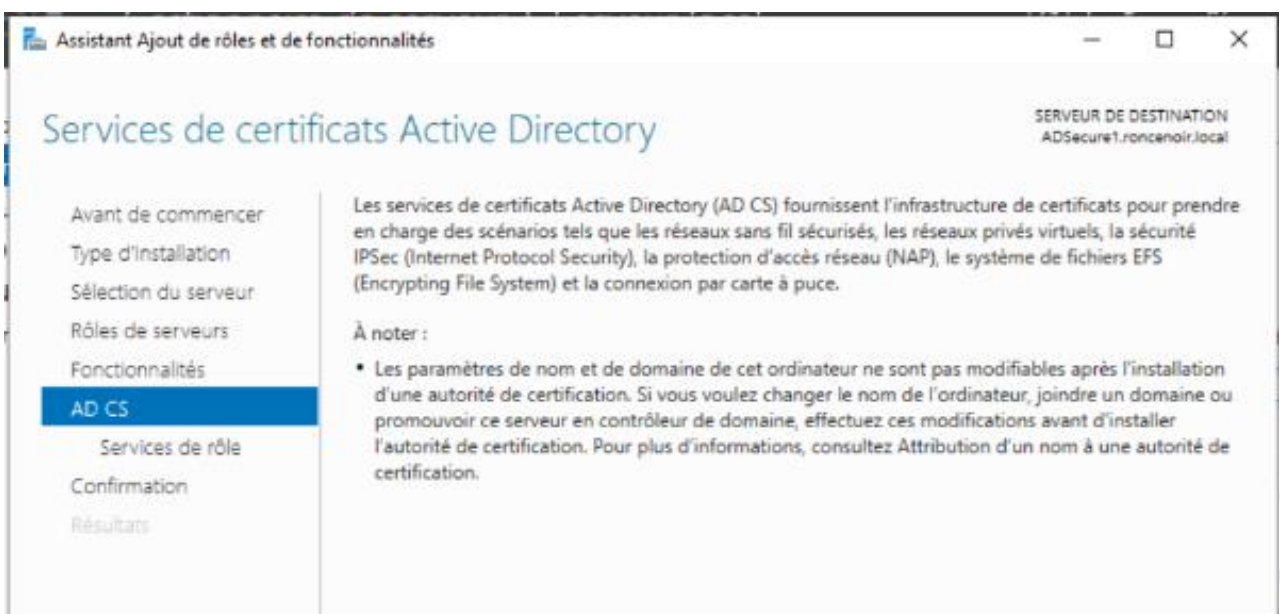 Assistant Ajout de rôles et de fonctionnalités
Services de certificats Active Directory
SERVEUR DE DESTINATION
ADSecure1.roncenoir.local
Avant de commencer
Type d'installation
Sélection du serveur
Rôles de serveurs
Fonctionnalités
AD CS
Services de rôle
Confirmation
Résultats
Les services de certificats Active Directory (AD CS) fournissent l'infrastructure de certificats pour prendre
en charge des scénarios tels que les réseaux sans fil sécurisés, les réseaux privés virtuels, la sécurité
IPSec (Internet Protocol Security), la protection d'accès réseau (NAP), le système de fichiers EFS
(Encrypting File System) et la connexion par carte à puce.
À noter :
• Les paramètres de nom et de domaine de cet ordinateur ne sont pas modifiables après l'installation
d'une autorité de certification. Si vous voulez changer le nom de l'ordinateur, joindre un domaine ou
promouvoir ce serveur en contrôleur de domaine, effectuez ces modifications avant d'installer
l'autorité de certification. Pour plus d'informations, consultez Attribution d'un nom à une autorité de
certification.